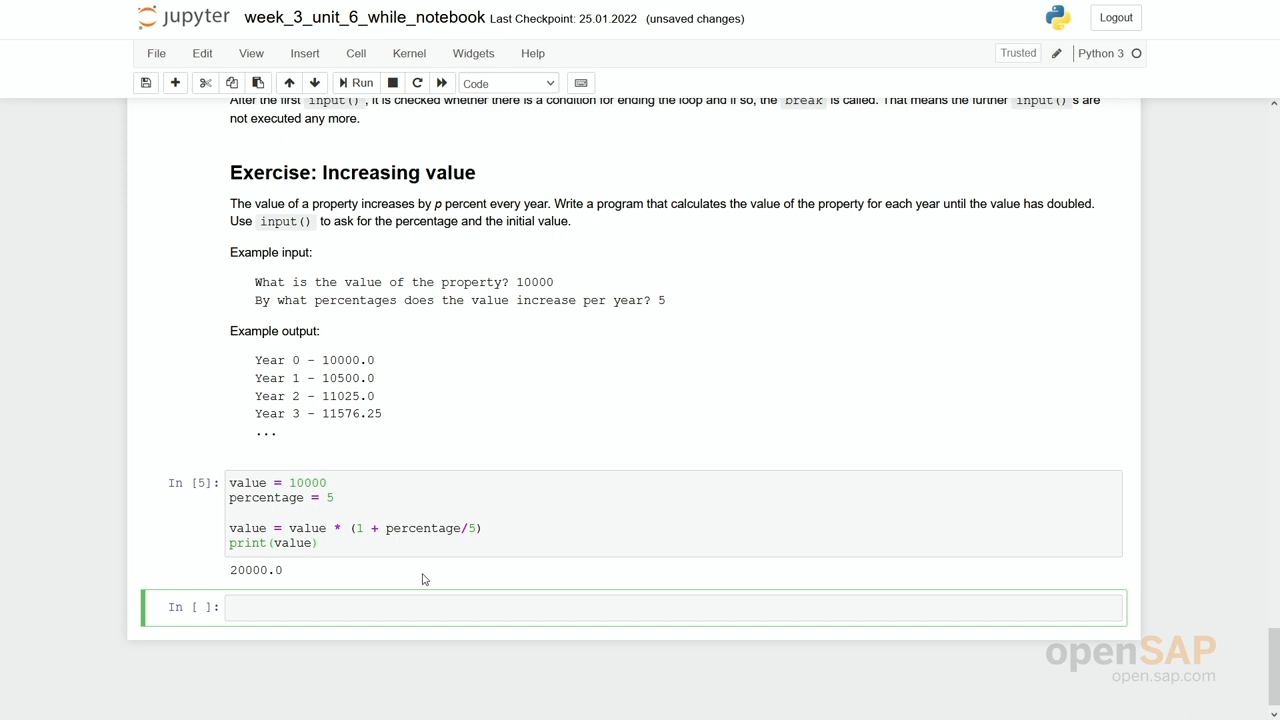 jupyter week_3_unit_6_while_notebook Last Checkpoint: 25.01.2022 (unsaved changes) Logout
File Edit View Insert Cell Kernel Widgets Help Trusted Python 3
Run Code
After the first input() , it is checked whether there is a condition for ending the loop and if so, the break is called. That means the further input() s are
not executed any more.
Exercise: Increasing value
The value of a property increases by p percent every year. Write a program that calculates the value of the property for each year until the value has doubled.
Use input() to ask for the percentage and the initial value.
Example input:
What is the value of the property? 10000
By what percentages does the value increase per year? 5
Example output:
Year 0 - 10000.0
Year 1 - 10500.0
Year 2 - 11025.0
Year 3 - 11576.25
...
In [5]: value = 10000
percentage = 5
value = value * (1 + percentage/5)
print(value)
20000.0
In [ ]:
openSAP
open.sap.com